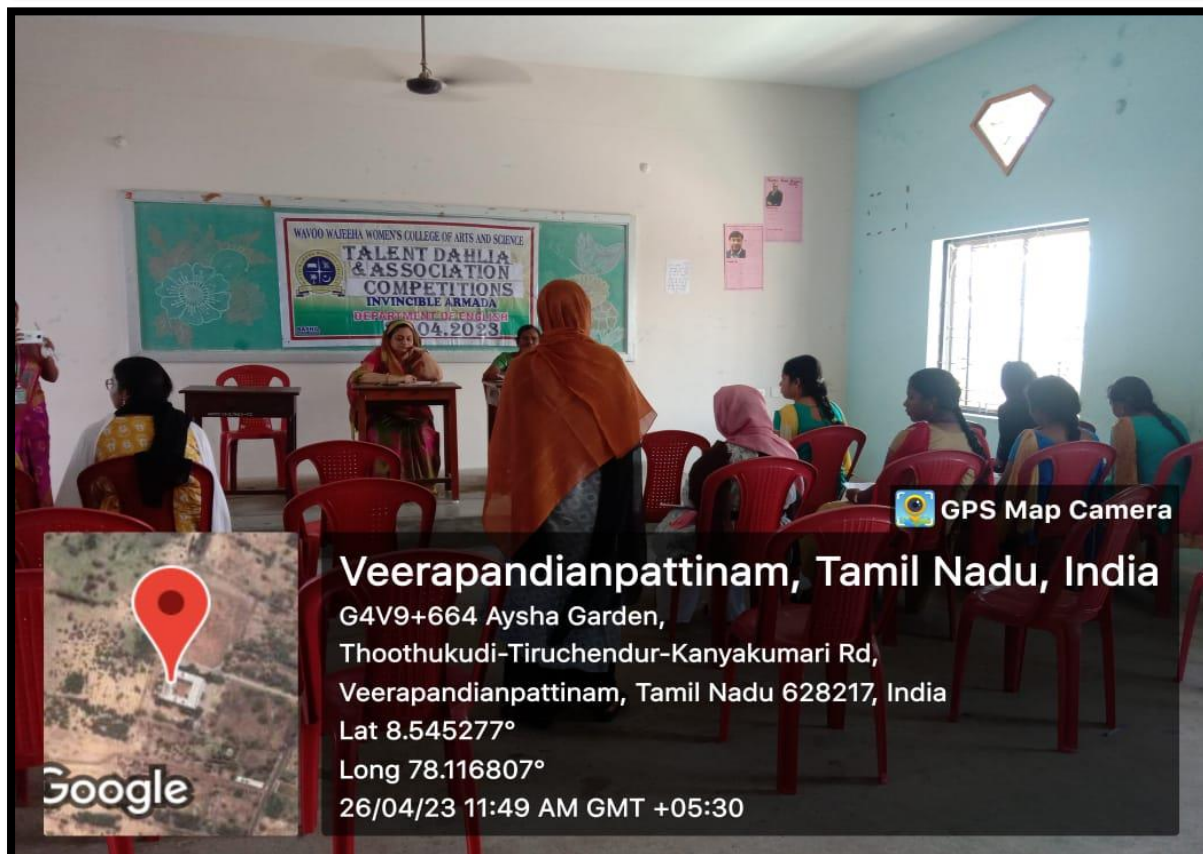 WAVOO WAJEEHA WOMEN'S COLLEGE OF ARTS AND SCIENCE
TALENT DAHLIA
& ASSOCIATION
COMPETITIONS
INVINCIBLE ARMADA
DEPARTMENT OF ENGLISH
.04.2023
GPS Map Camera
Veerapandianpattinam, Tamil Nadu, India
G4V9+664 Aysha Garden,
Thoothukudi-Tiruchendur-Kanyakumari Rd,
Veerapandianpattinam, Tamil Nadu 628217, India
Lat 8.545277°
Long 78.116807°
26/04/23 11:49 AM GMT +05:30
Google